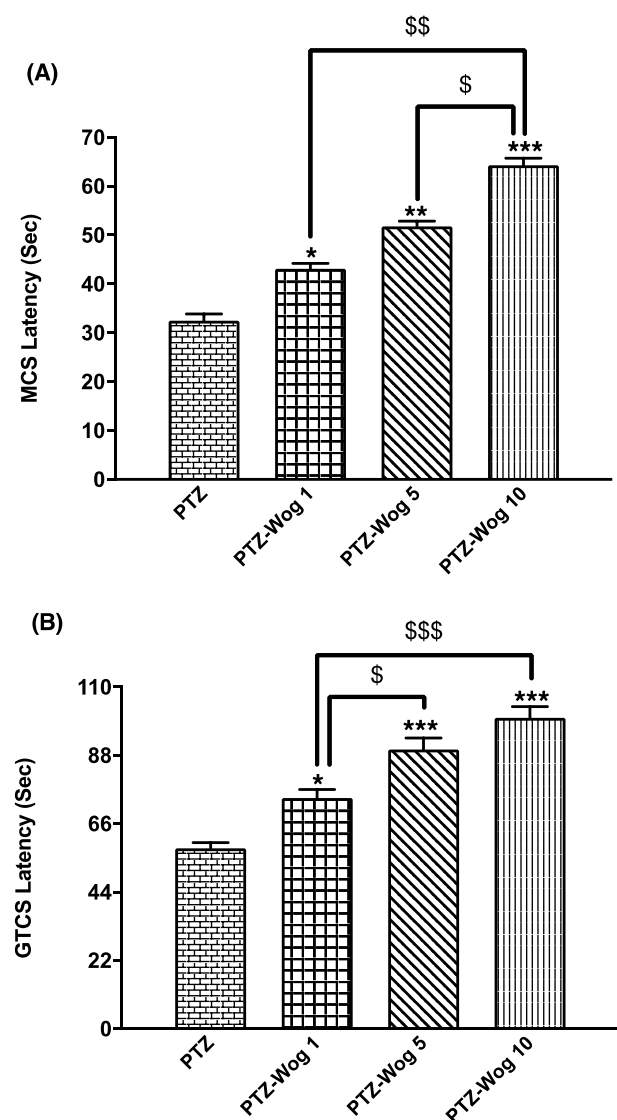 $$
(A)
$
70
60
50
40
30
20
10
0
MCS Latency (Sec)
*
**
***
PTZ
PTZ-Wog 1
PTZ-Wog 5
PTZ-Wog 10
(B)
$$$
$
110
88
66
44
22
0
GTCS Latency (Sec)
*
***
***
PTZ
PTZ-Wog 1
PTZ-Wog 5
PTZ-Wog 10